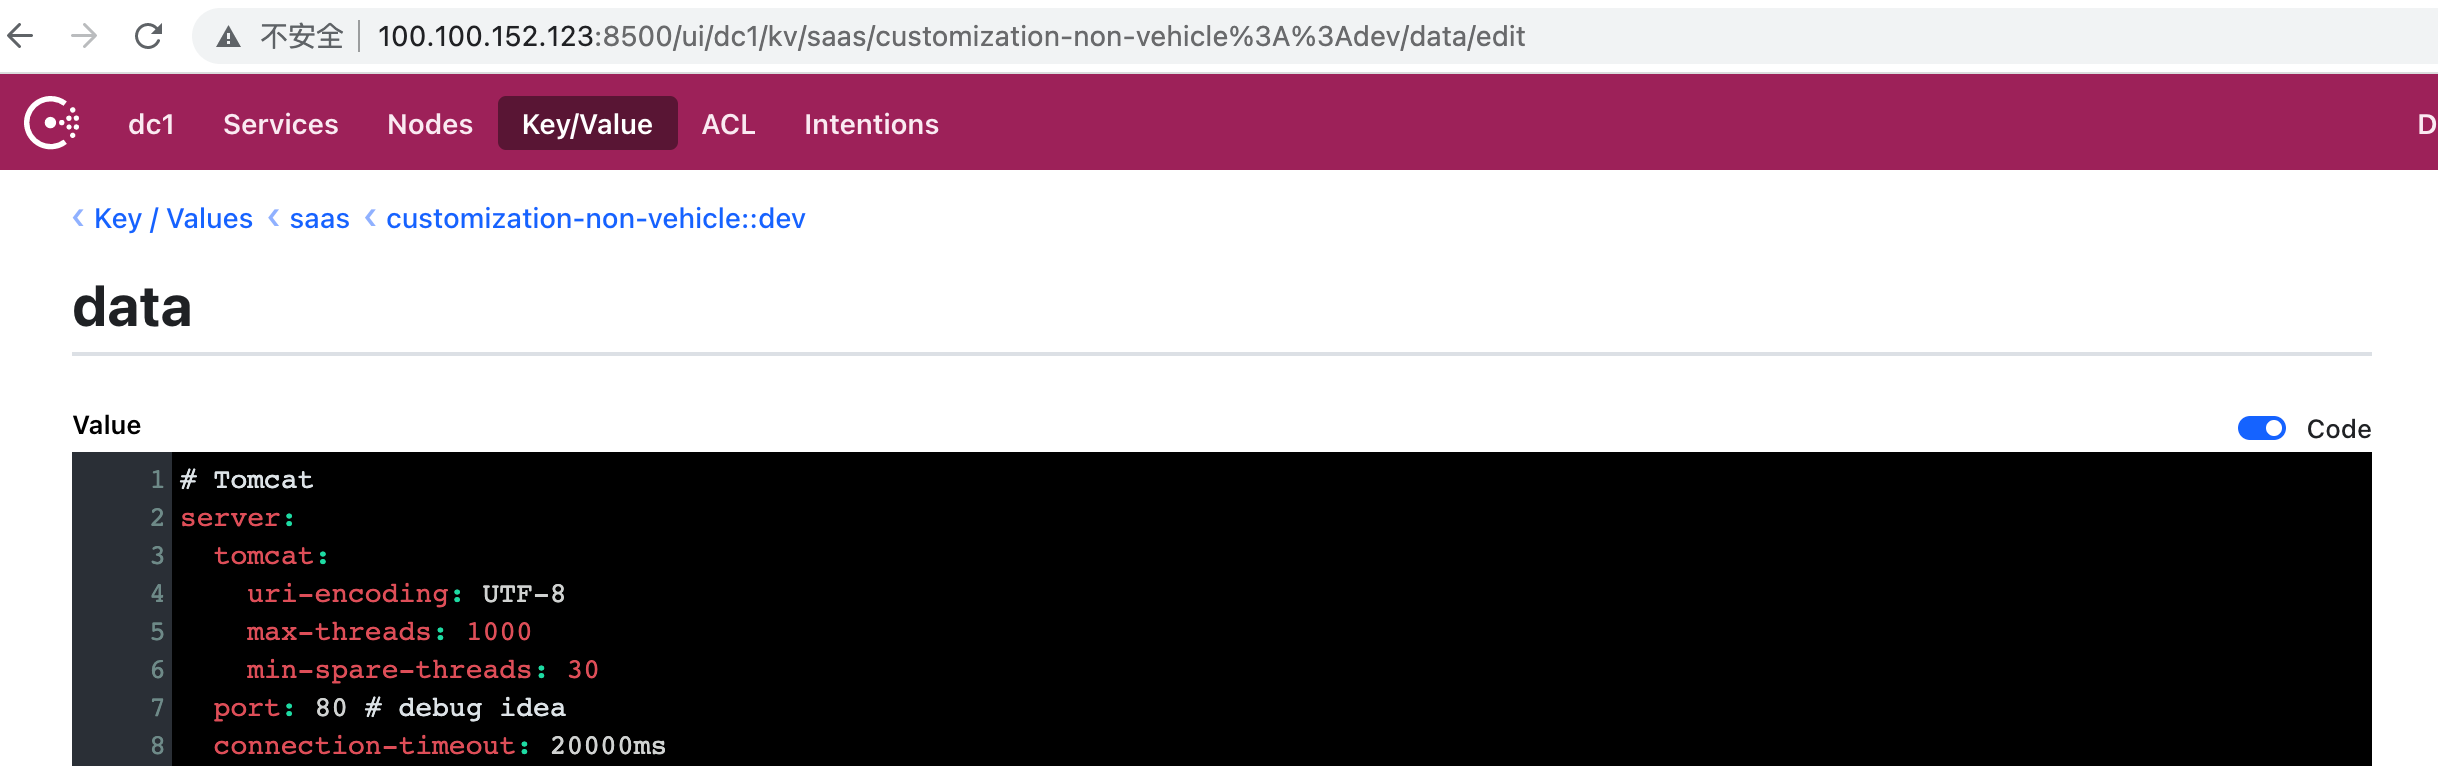 不安全 100.100.152.123:8500/ui/dc1/kv/saas/customization-non-vehicle%3A%3Adev/data/edit
dc1 Services Nodes Key/Value ACL Intentions D
Key / Values saas customization-non-vehicle::dev
data
Value Code
1 # Tomcat
2 server:
3 tomcat:
4 uri-encoding: UTF-8
5 max-threads: 1000
6 min-spare-threads: 30
7 port: 80 # debug idea
8 connection-timeout: 20000ms